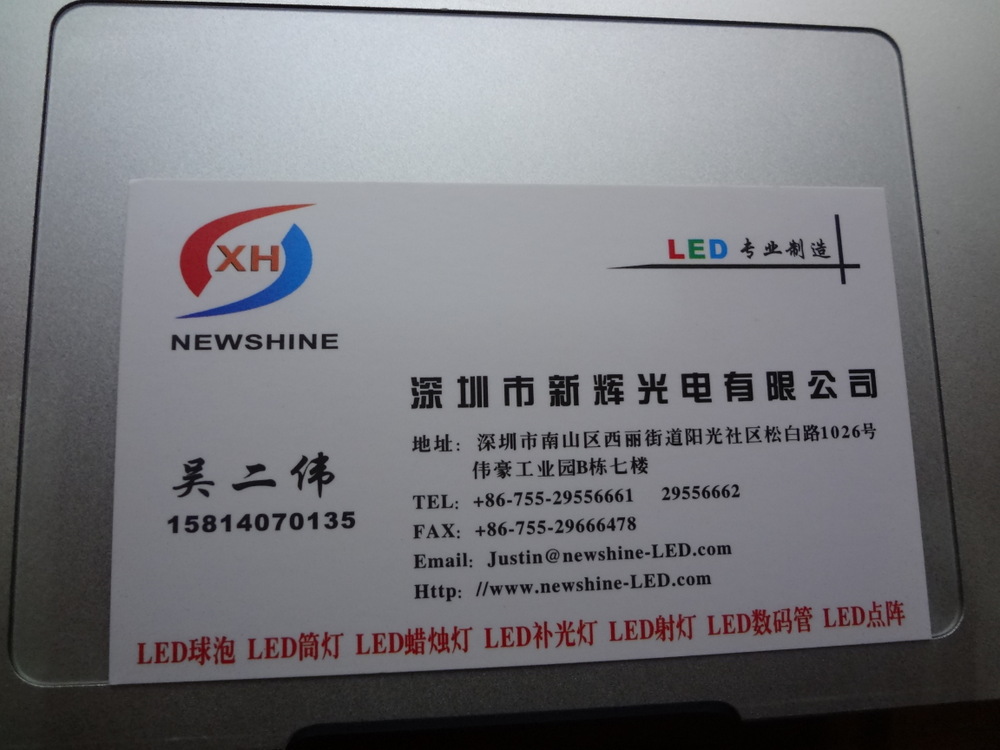 XH
NEWSHINE
LED 专业制造
深圳市新辉光电有限公司
地址：深圳市南山区西丽街道阳光社区松白路1026号
伟豪工业园B栋七楼
吴二伟
15814070135
TEL：+86-755-29556661 29556662
FAX：+86-755-29666478
Email：Justin@newshine-LED.com
Http：//www.newshine-LED.com
LED球泡 LED筒灯 LED蜡烛灯 LED补光灯 LED射灯 LED数码管 LED点阵